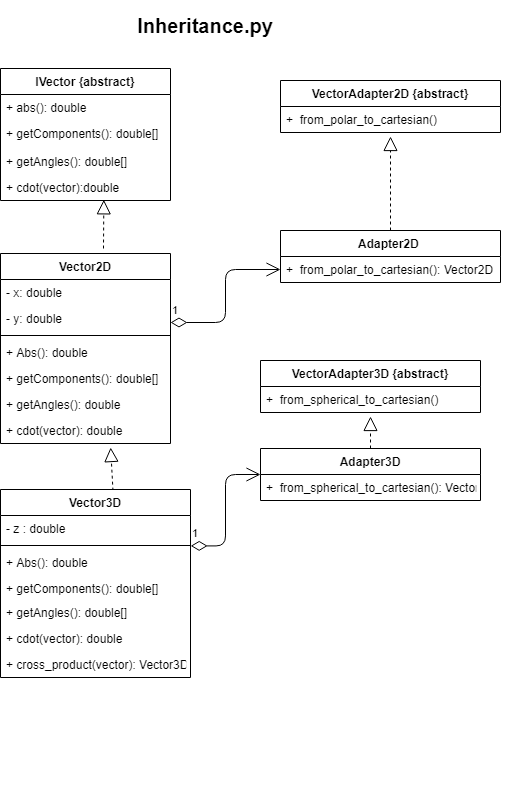 Inheritance.py
IVector {abstract}
+ abs(): double
+ getComponents(): double[]
+ getAngles(): double[]
+ cdot(vector):double
VectorAdapter2D {abstract}
+ from_polar_to_cartesian()
Adapter2D
+ from_polar_to_cartesian(): Vector2D
Vector2D
- x: double
- y: double
+ Abs(): double
+ getComponents(): double[]
+ getAngles(): double
+ cdot(vector): double
1
VectorAdapter3D {abstract}
+ from_spherical_to_cartesian()
Adapter3D
+ from_spherical_to_cartesian(): Vecto
Vector3D
- z : double
+ Abs(): double
+ getComponents(): double[]
+ getAngles(): double[]
+ cdot(vector): double
+ cross_product(vector): Vector3D
1